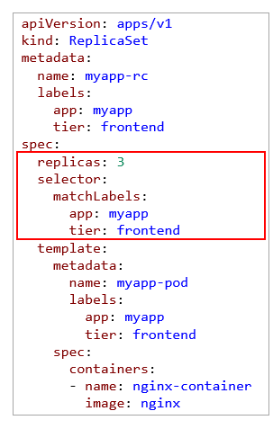 apiVersion: apps/v1
kind: ReplicaSet
metadata:
  name: myapp-rc
  labels:
    app: myapp
    tier: frontend
spec:
  replicas: 3
  selector:
    matchLabels:
      app: myapp
      tier: frontend
  template:
    metadata:
      name: myapp-pod
      labels:
        app: myapp
        tier: frontend
    spec:
      containers:
      - name: nginx-container
        image: nginx